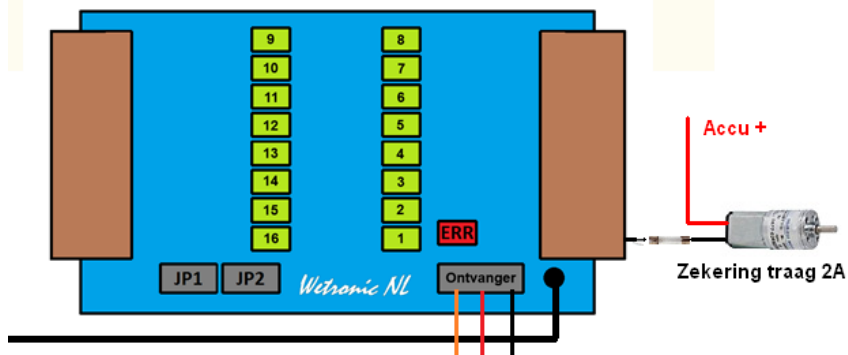 9 8
10 7
11 6
12 5
13 4
14 3
15 2
16 1
ERR
JP1 JP2 Wetronic NL Ontvanger
Accu +
Zekering traag 2A